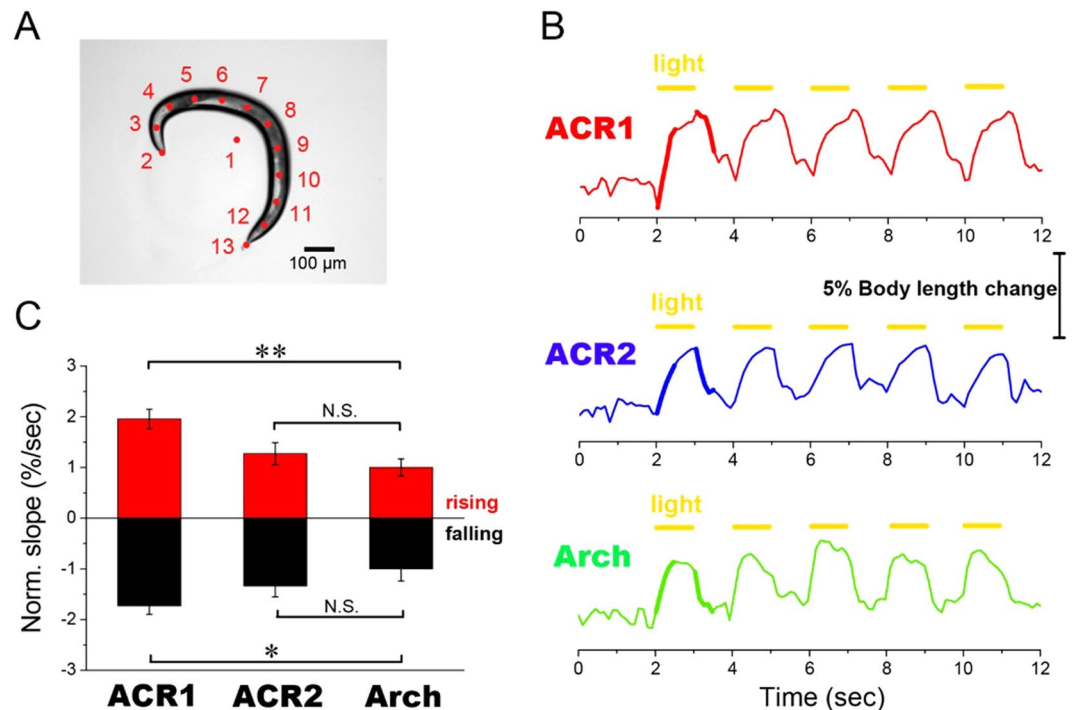 A
5
6
4
7
3
8
2
1
9
10
11
12
13
100 µm
B
light
ACR1
0 2 4 6 8 10 12
5% Body length change
light
ACR2
0 2 4 6 8 10 12
light
Arch
0 2 4 6 8 10 12
Time (sec)
C
Norm. slope (%/sec)
3
2
1
0
-1
-2
-3
**
N.S.
rising
falling
N.S.
*
ACR1 ACR2 Arch